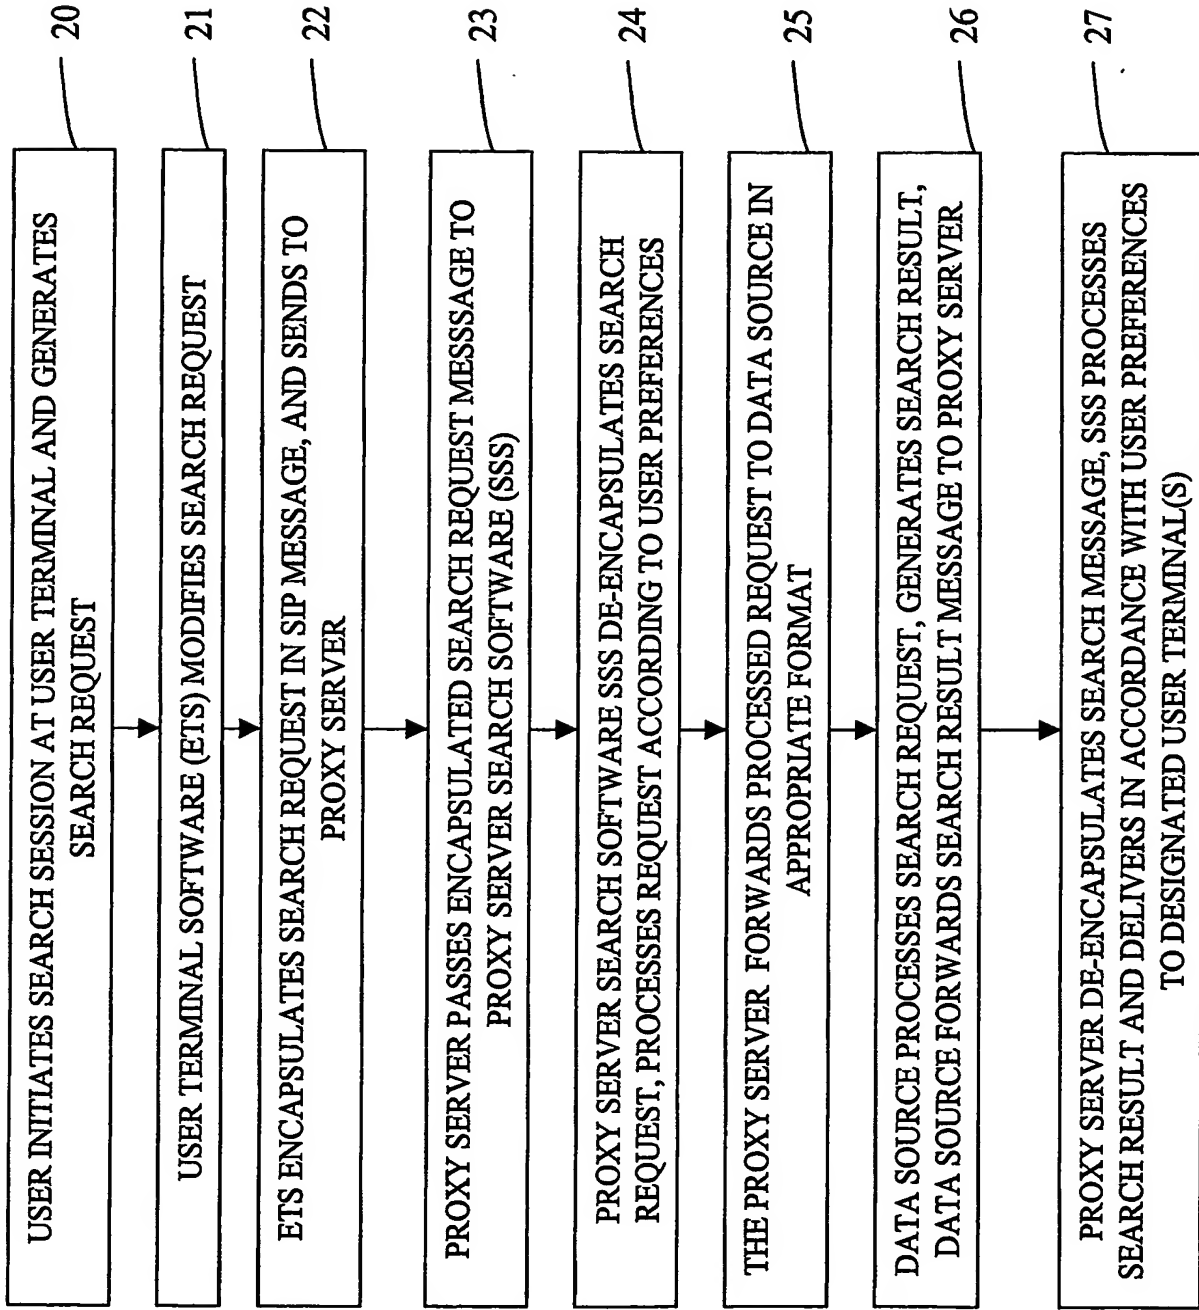 USER INITIATES SEARCH SESSION AT USER TERMINAL AND GENERATES
SEARCH REQUEST
20
USER TERMINAL SOFTWARE (ETS) MODIFIES SEARCH REQUEST
21
ETS ENCAPSULATES SEARCH REQUEST IN SIP MESSAGE, AND SENDS TO
PROXY SERVER
22
PROXY SERVER PASSES ENCAPSULATED SEARCH REQUEST MESSSAGE TO
PROXY SERVER SEARCH SOFTWARE (SSS)
23
PROXY SERVER SEARCH SOFTWARE SSS DE-ENCAPSULATES SEARCH
REQUEST, PROCESSES REQUEST ACCORDING TO USER PREFERENCES
24
THE PROXY SERVER FORWARDS PROCESSED REQUEST TO DATA SOURCE IN
APPROPRIATE FORMAT
25
DATA SOURCE PROCESSES SEARCH REQUEST, GENERATES SEARCH RESULT,
DATA SOURCE FORWARDS SEARCH RESULT MESSAGE TO PROXY SERVER
26
PROXY SERVER DE-ENCAPSULATES SEARCH MESSAGE, SSS PROCESSES
SEARCH RESULT AND DELIVERS IN ACCORDANCE WITH USER PREFERENCES
TO DESIGNATED USER TERMINAL(S)
27